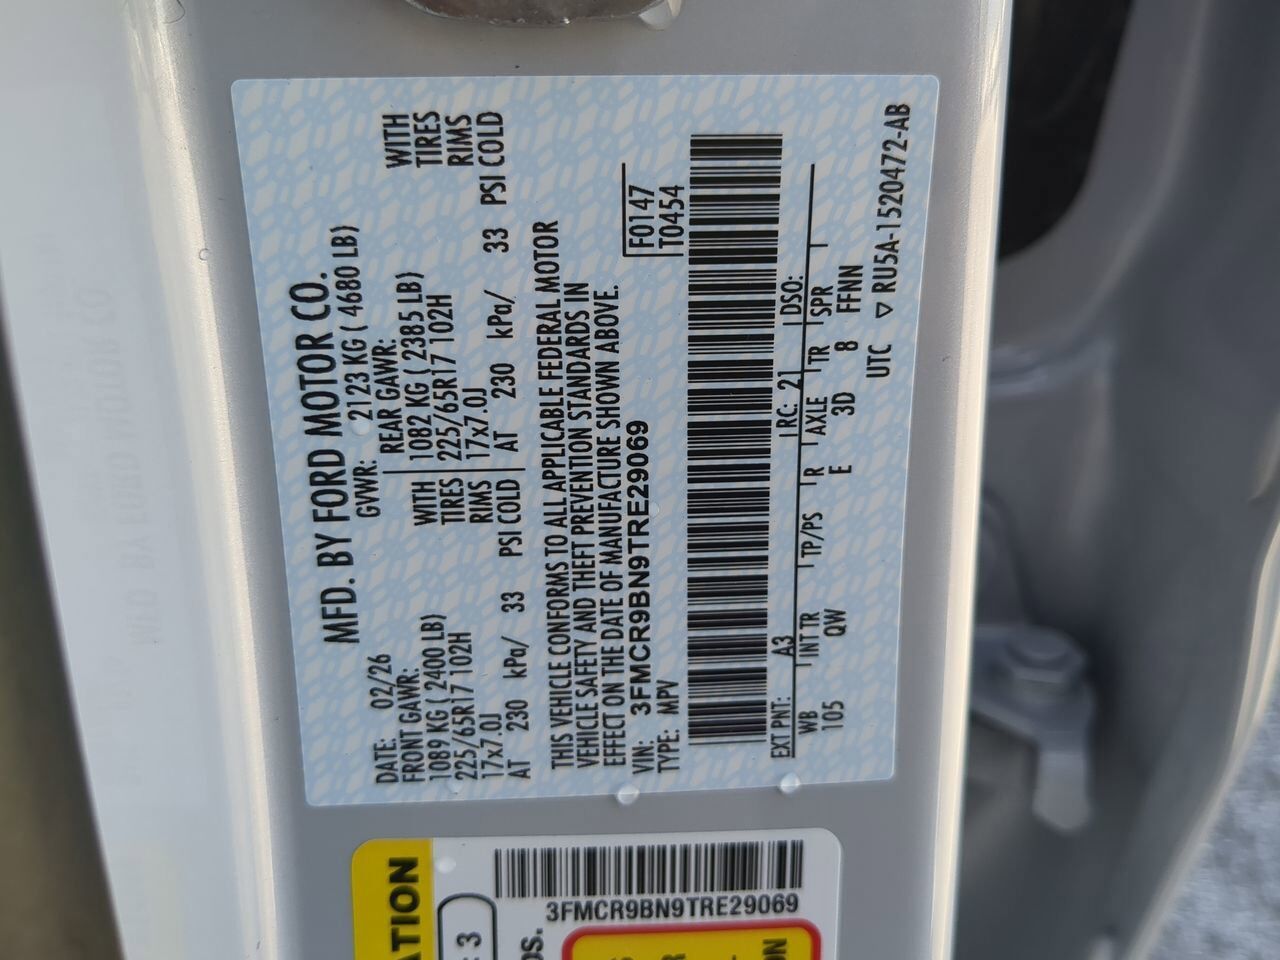 MFD. BY FORD MOTOR CO.
DATE: 02/26 GVWR: 2123 KG ( 4680 LB)
FRONT GAWR: REAR GAWR:
1089 KG ( 2400 LB) WITH 1082 KG ( 2385 LB) WITH
225/65R17 102H TIRES 225/65R17 102H TIRES
17x7.0J RIMS 17x7.0J RIMS
AT 230 kPa/ 33 PSI COLD AT 230 kPa/ 33 PSI COLD
THIS VEHICLE CONFORMS TO ALL APPLICABLE FEDERAL MOTOR
VEHICLE SAFETY AND THEFT PREVENTION STANDARDS IN
EFFECT ON THE DATE OF MANUFACTURE SHOWN ABOVE.
VIN: 3FMCR9BN9TRE29069 F0147
TYPE: MPV T0454
EXT PNT: A3 RC: 21 DSO:
WB INT TR TP/PS R AXLE TR SPR
105 QW E 3D 8 FFNN
UTC ▽ RU5A-1520472-AB
ATION
: 3
OS.
3FMCR9BN9TRE29069